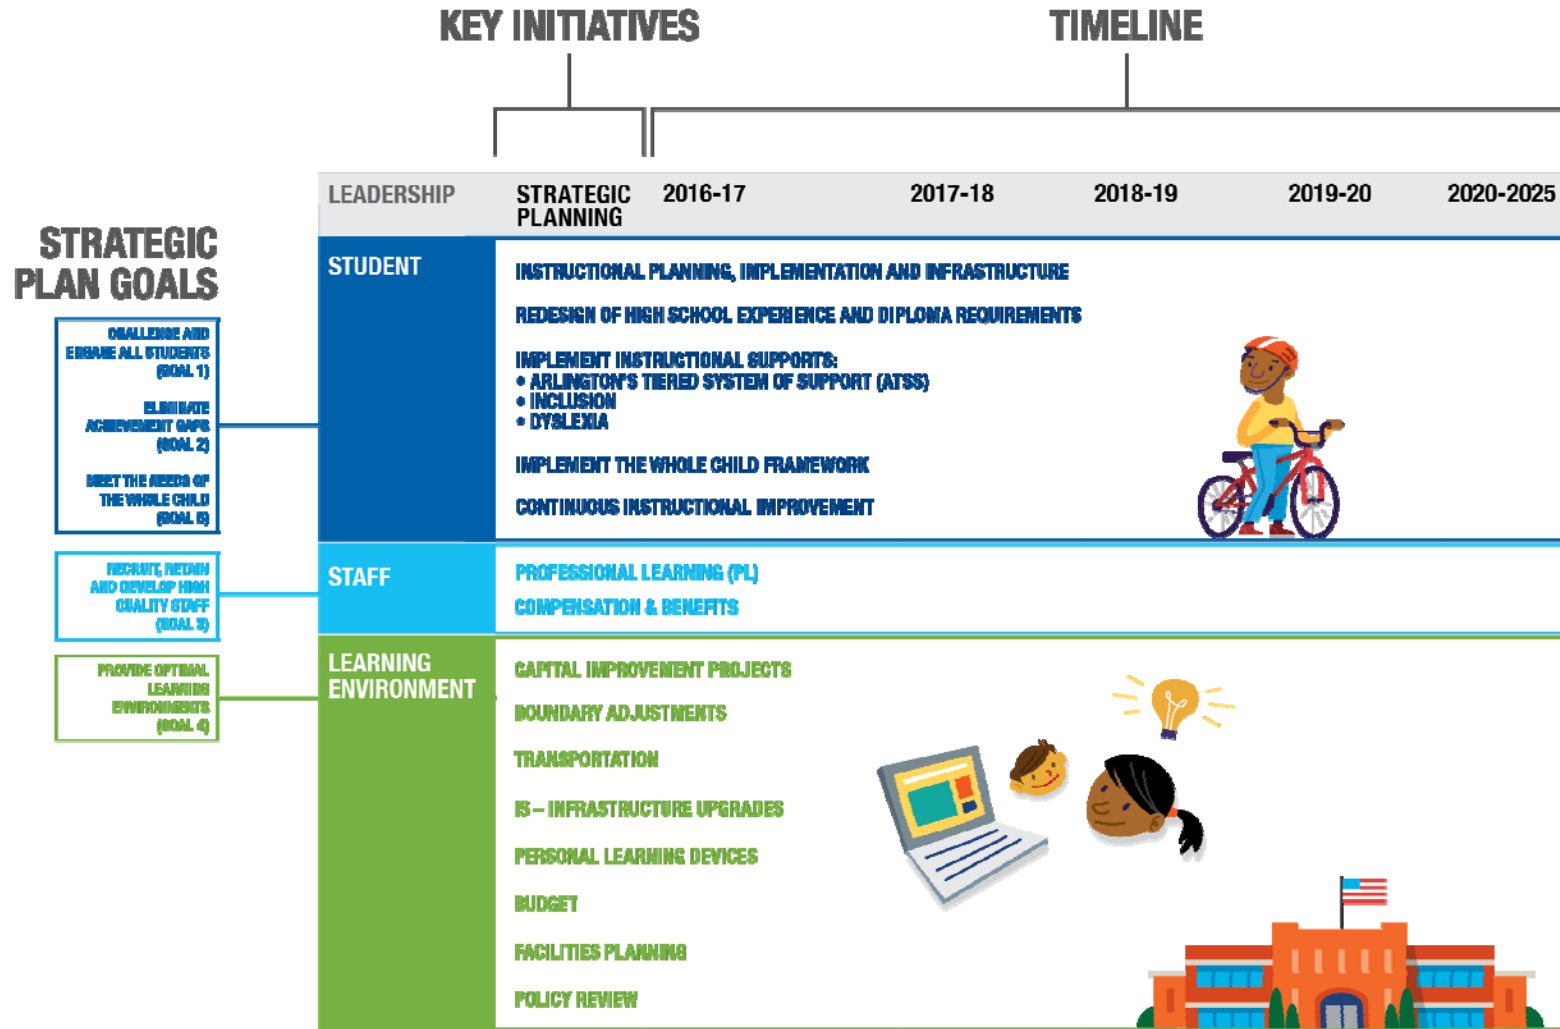 KEY INITIATIVES
TIMELINE
LEADERSHIP
STRATEGIC
PLANNING
2016-17
2017-18
2018-19
2019-20
2020-2025
STRATEGIC
PLAN GOALS
CHALLENGE AND
ENGAGE ALL STUDENTS
(GOAL 1)
ELIMINATE
ACHIEVEMENT GAPS
(GOAL 2)
MEET THE NEEDS OF
THE WHOLE CHILD
(GOAL 5)
STUDENT
INSTRUCTIONAL PLANNING, IMPLEMENTATION AND INFRASTRUCTURE
REDESIGN OF HIGH SCHOOL EXPERIENCE AND DIPLOMA REQUIREMENTS
IMPLEMENT INSTRUCTIONAL SUPPORTS:
• ARLINGTON'S TIERED SYSTEM OF SUPPORT (ATSS)
• INCLUSION
• DYSLEXIA
IMPLEMENT THE WHOLE CHILD FRAMEWORK
CONTINUOUS INSTRUCTIONAL IMPROVEMENT
RECRUIT, RETAIN
AND DEVELOP HIGH
QUALITY STAFF
(GOAL 3)
STAFF
PROFESSIONAL LEARNING (PL)
COMPENSATION & BENEFITS
PROVIDE OPTIMAL
LEARNING
ENVIRONMENTS
(GOAL 4)
LEARNING
ENVIRONMENT
CAPITAL IMPROVEMENT PROJECTS
BOUNDARY ADJUSTMENTS
TRANSPORTATION
IS – INFRASTRUCTURE UPGRADES
PERSONAL LEARNING DEVICES
BUDGET
FACILITIES PLANNING
POLICY REVIEW